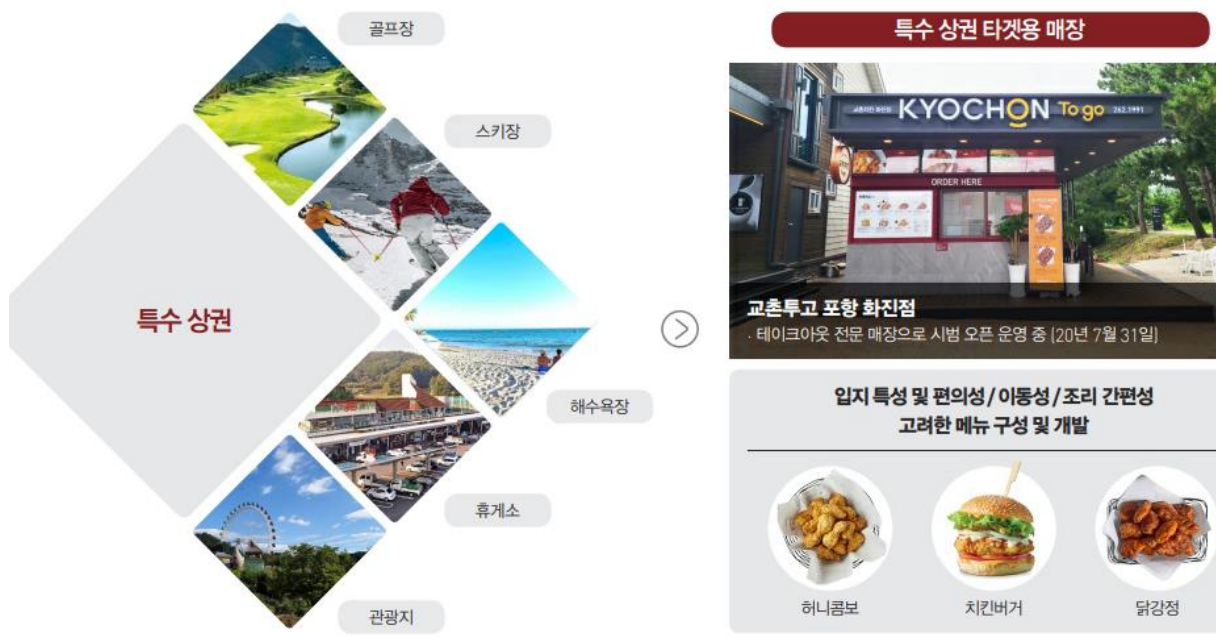 골프장
스키장
특수 상권
해수욕장
휴게소
관광지
특수 상권 타겟용 매장
KYOCHON To go 262.1991
ORDER HERE
교촌투고 포항 화진점
· 테이크아웃 전문 매장으로 시범 오픈 운영 중 (20년 7월 31일)
입지 특성 및 편의성 / 이동성 / 조리 간편성
고려한 메뉴 구성 및 개발
허니콤보
치킨버거
닭강정